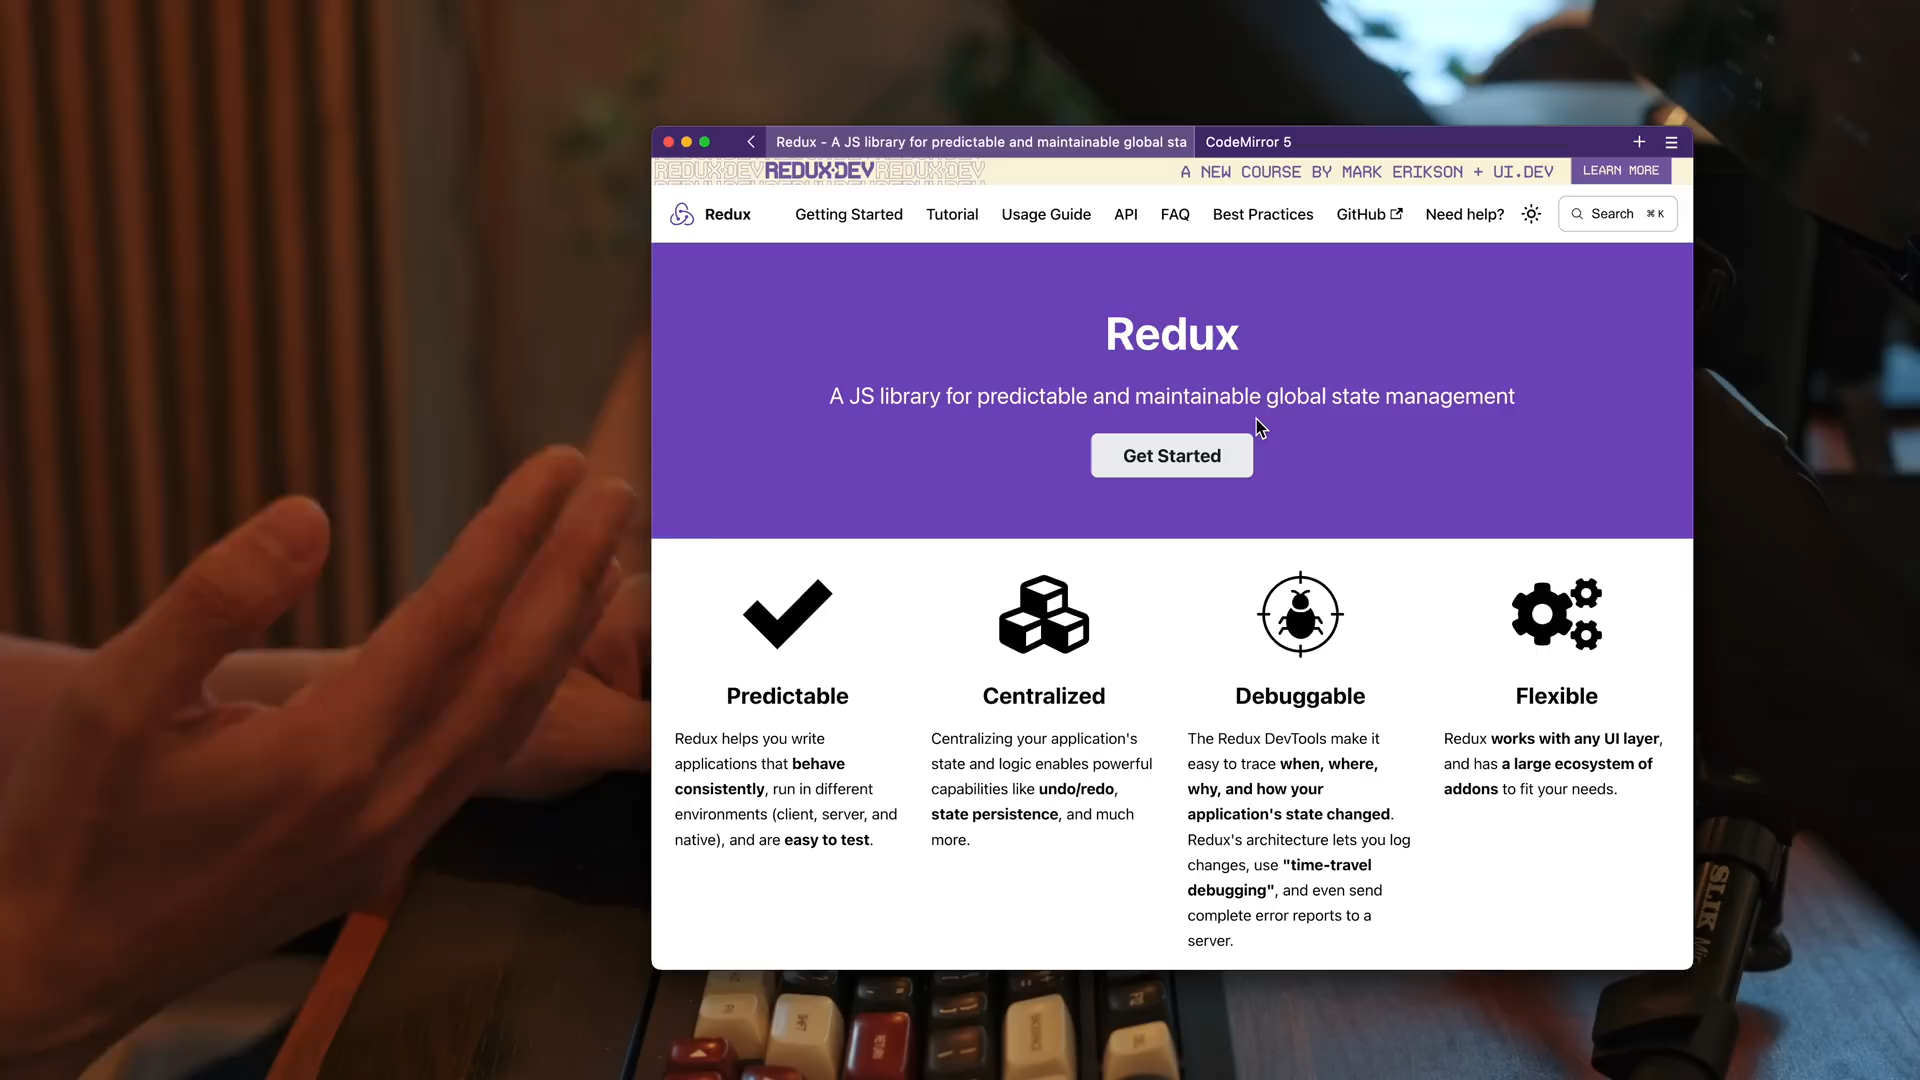 Redux - A JS library for predictable and maintainable global sta
CodeMirror 5
REDUX.DEV REDUX.DEV REDUX.DEV
A NEW COURSE BY MARK ERIKSON + UI.DEV
LEARN MORE
Redux
Getting Started
Tutorial
Usage Guide
API
FAQ
Best Practices
GitHub
Need help?
Search ⌘ K
Redux
A JS library for predictable and maintainable global state management
Get Started
Predictable
Redux helps you write
applications that behave
consistently, run in different
environments (client, server, and
native), and are easy to test.
Centralized
Centralizing your application's
state and logic enables powerful
capabilities like undo/redo,
state persistence, and much
more.
Debuggable
The Redux DevTools make it
easy to trace when, where,
why, and how your
application's state changed.
Redux's architecture lets you log
changes, use "time-travel
debugging", and even send
complete error reports to a
server.
Flexible
Redux works with any UI layer,
and has a large ecosystem of
addons to fit your needs.
SLIK
SHIFT
RETURN